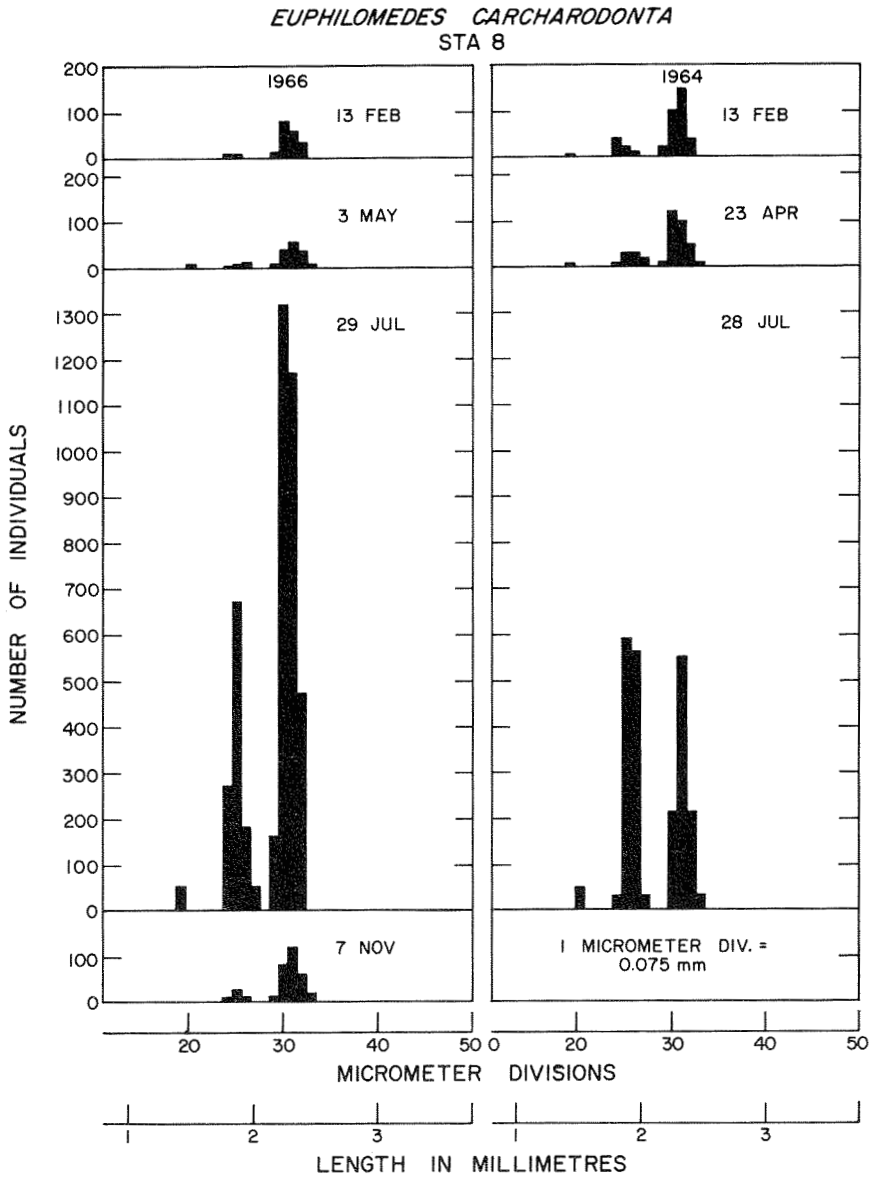 EUPHILOMEDES CARCHARODONTA
STA 8
NUMBER OF INDIVIDUALS
1966
13 FEB
200
100
0
3 MAY
200
100
0
29 JUL
1300
1200
1100
1000
900
800
700
600
500
400
300
200
100
0
7 NOV
100
0
1964
13 FEB
23 APR
28 JUL
1 MICROMETER DIV. =
0.075 mm
20 30 40 50 0 20 30 40 50
MICROMETER DIVISIONS
1 2 3 1 2 3
LENGTH IN MILLIMETRES